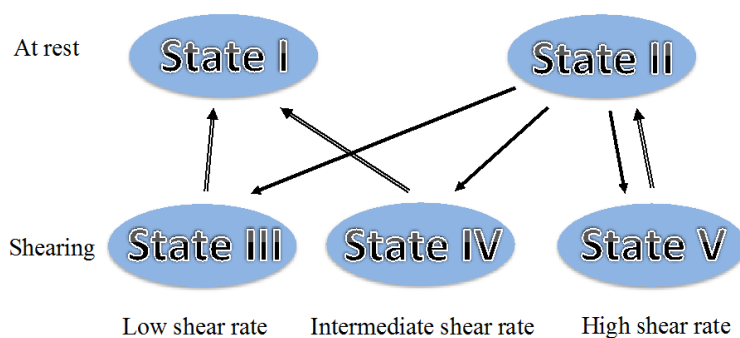 At rest
State I
State II
Shearing
State III
State IV
State V
Low shear rate
Intermediate shear rate
High shear rate